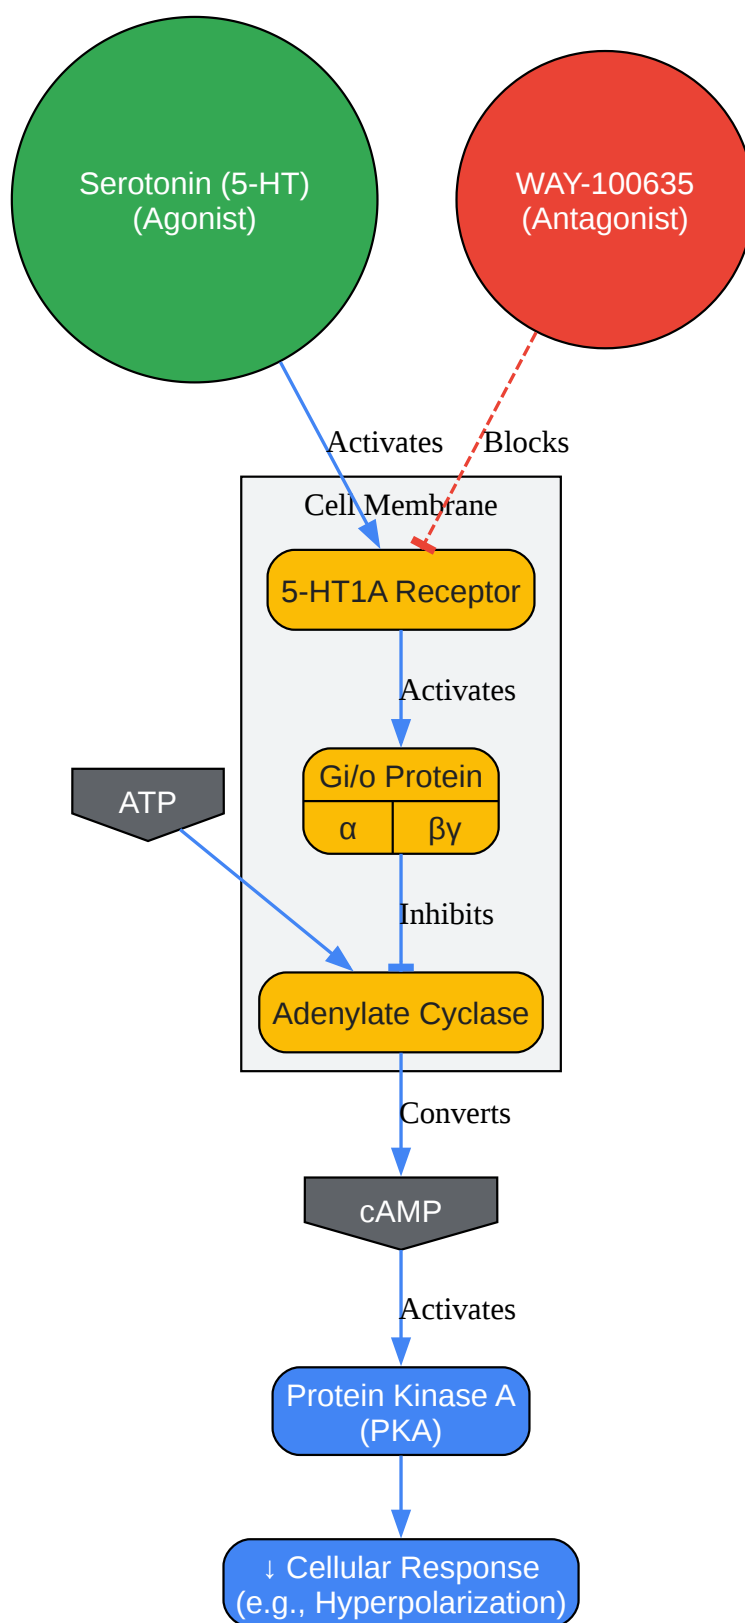 Serotonin (5-HT)
(Agonist)
WAY-100635
(Antagonist)
Activates
Blocks
Cell Membrane
5-HT1A Receptor
Activates
Gi/o Protein
α
βγ
ATP
Inhibits
Adenylate Cyclase
Converts
cAMP
Activates
Protein Kinase A
(PKA)
↓ Cellular Response
(e.g., Hyperpolarization)